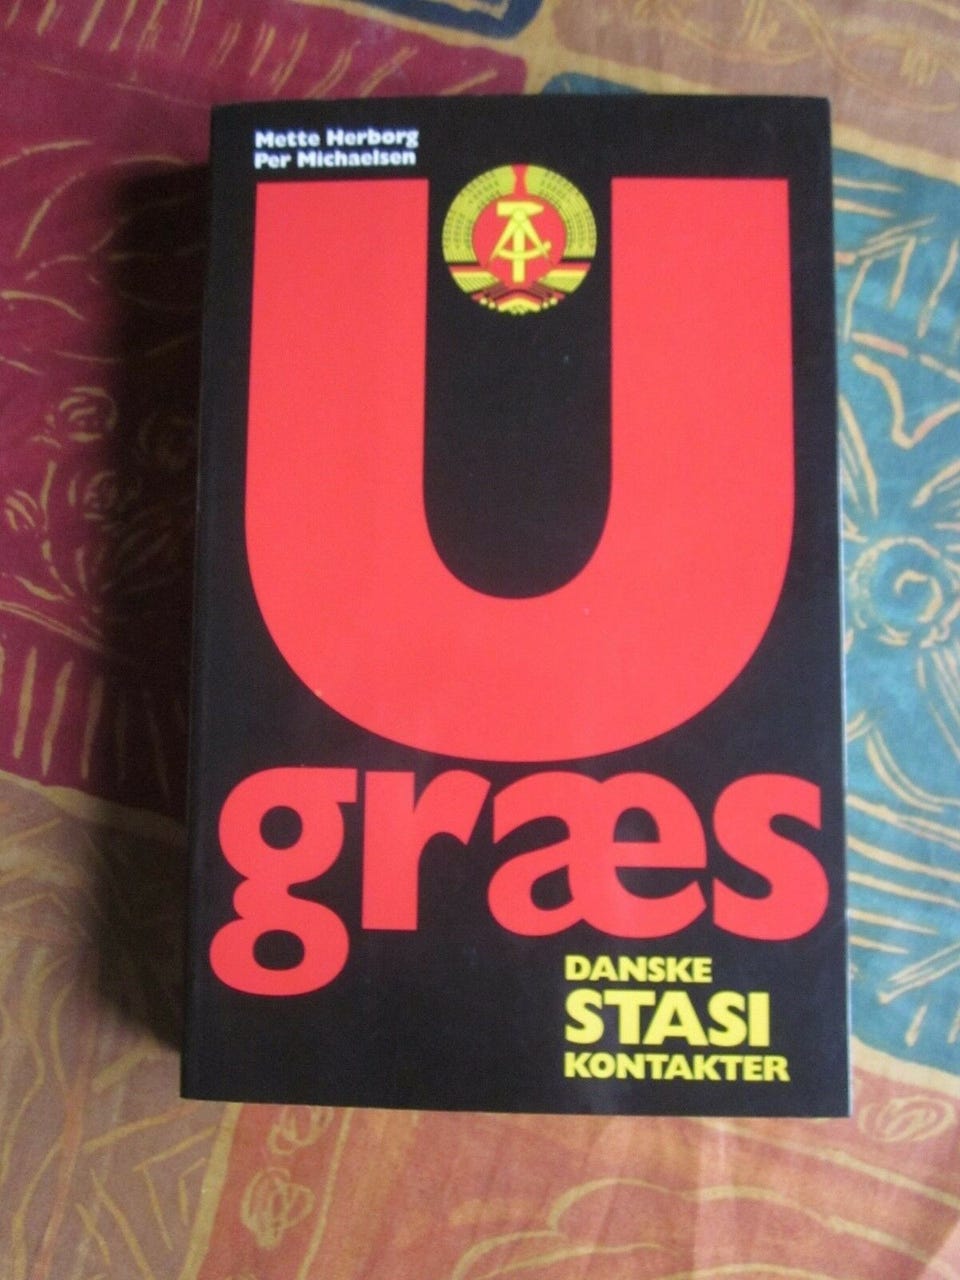 Mette Herborg
Per Michaelsen
U
græs
DANSKE
STASI
KONTAKTER